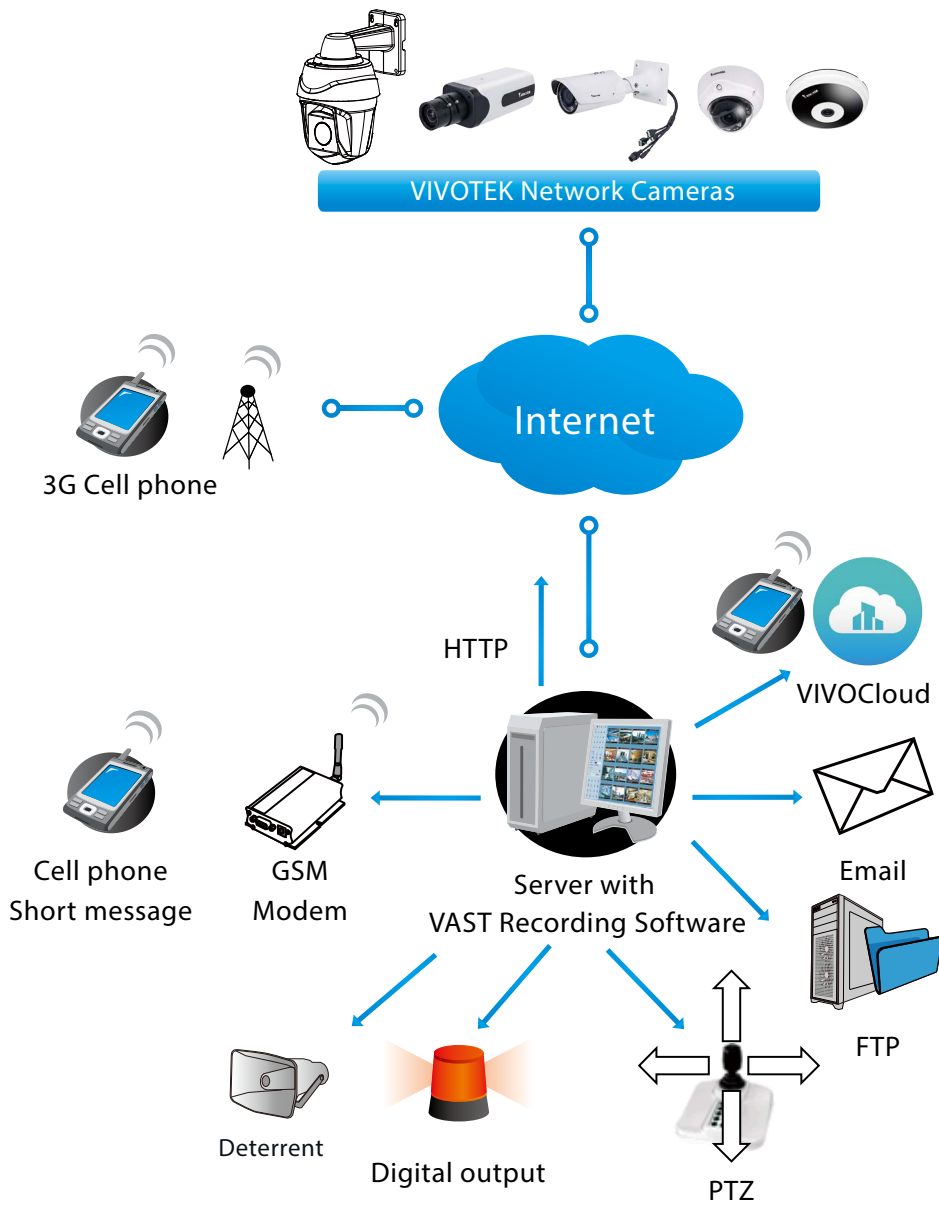 VIVOTEK Network Cameras
Internet
3G Cell phone
HTTP
VIVOCloud
Cell phone
Short message
GSM
Modem
Server with
VAST Recording Software
Email
FTP
Deterrent
Digital output
PTZ